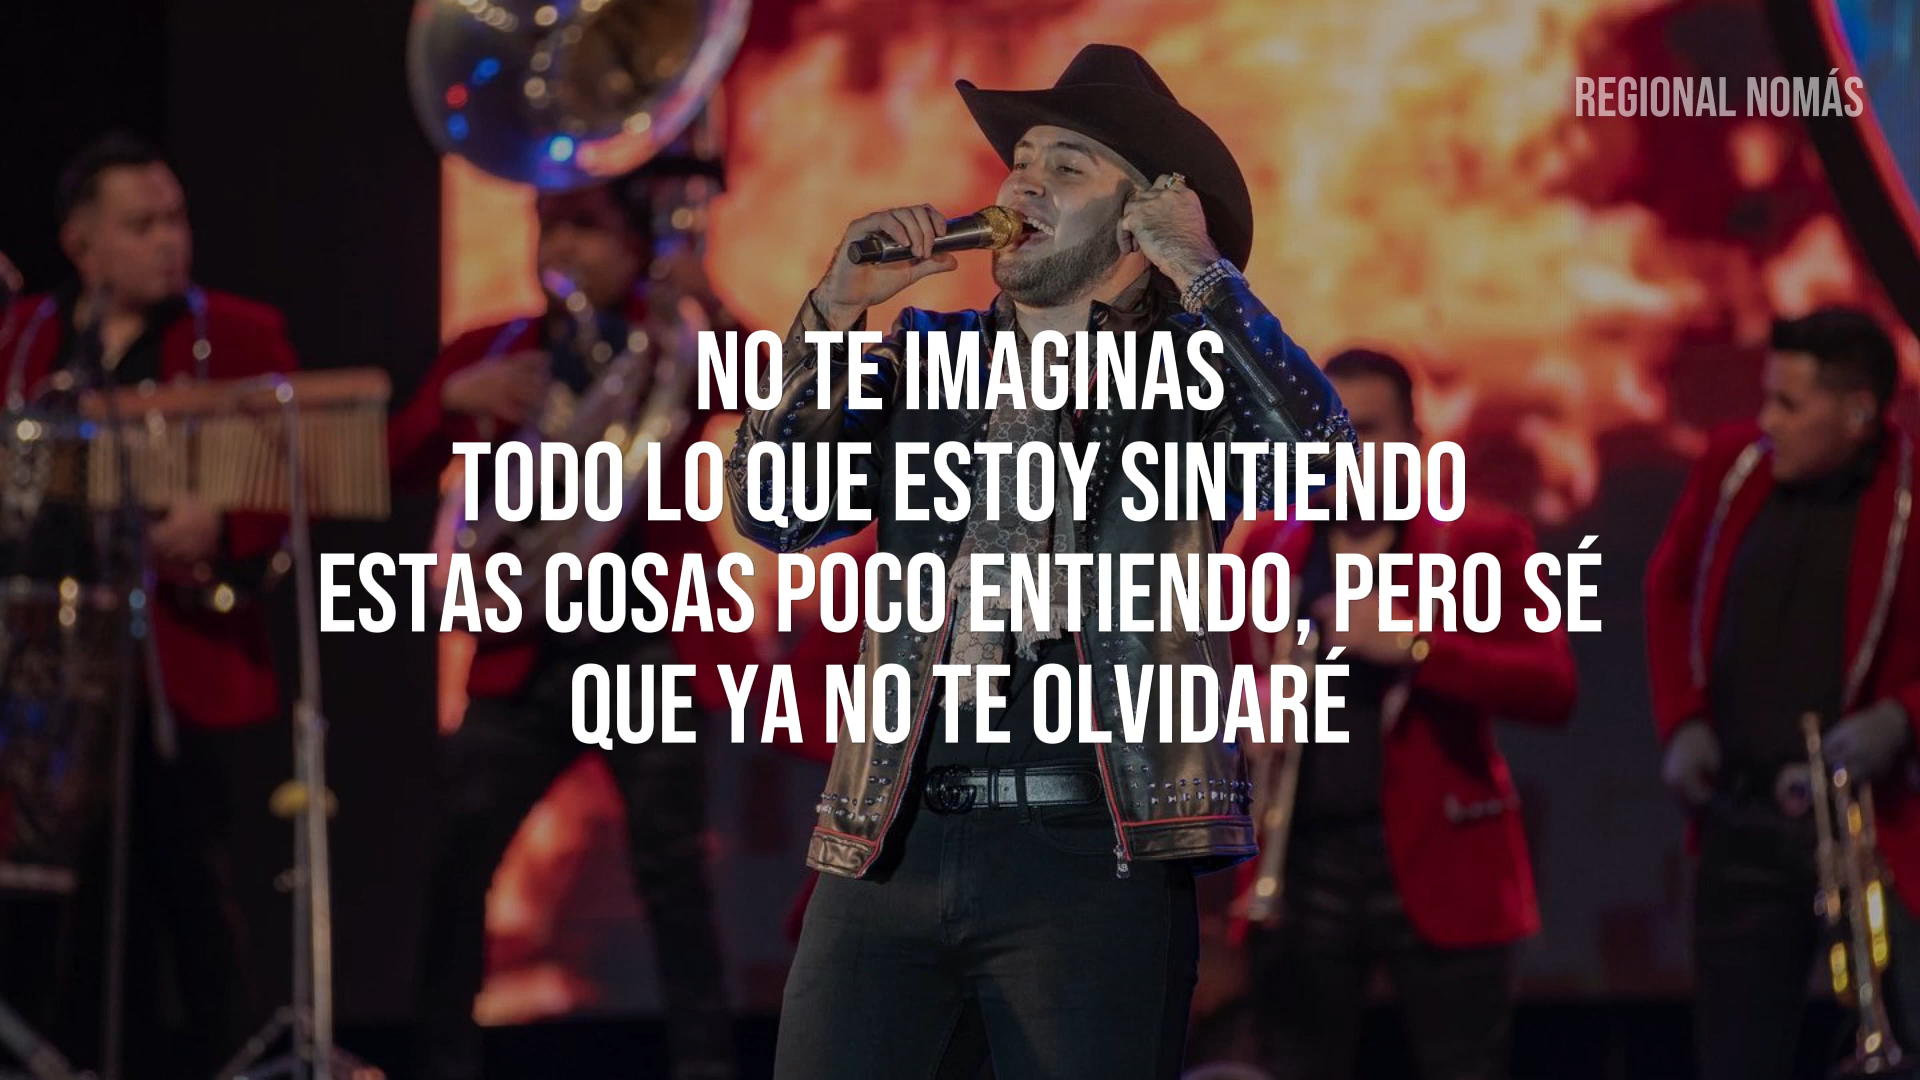 REGIONAL NOMÁS
NO TE IMAGINAS
TODO LO QUE ESTOY SINTIENDO
ESTAS COSAS POCO ENTIENDO, PERO SÉ
QUE YA NO TE OLVIDARÉ